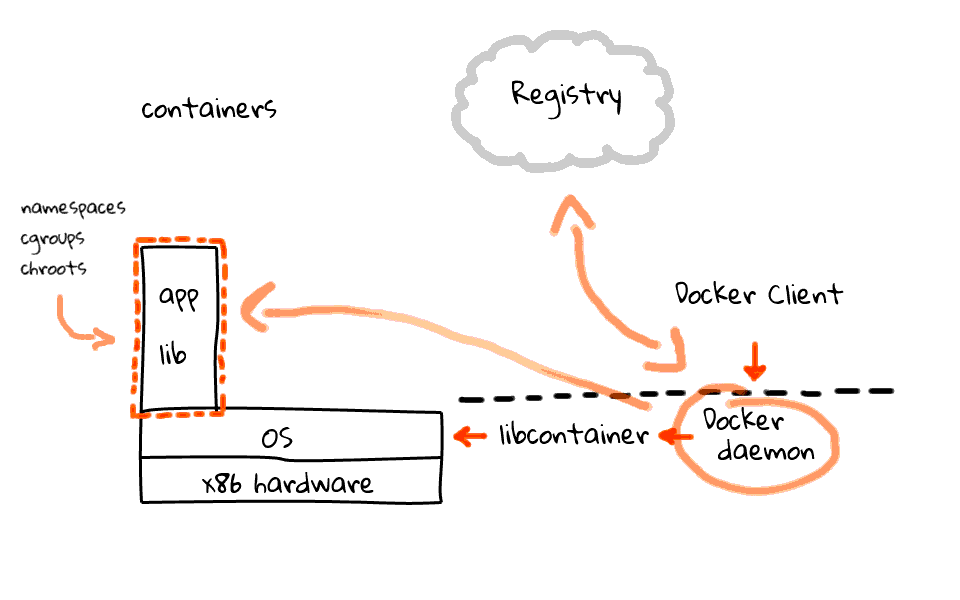 containers
Registry
namespaces
cgroups
chroots
app
lib
Docker Client
Docker
daemon
libcontainer
OS
x86 hardware